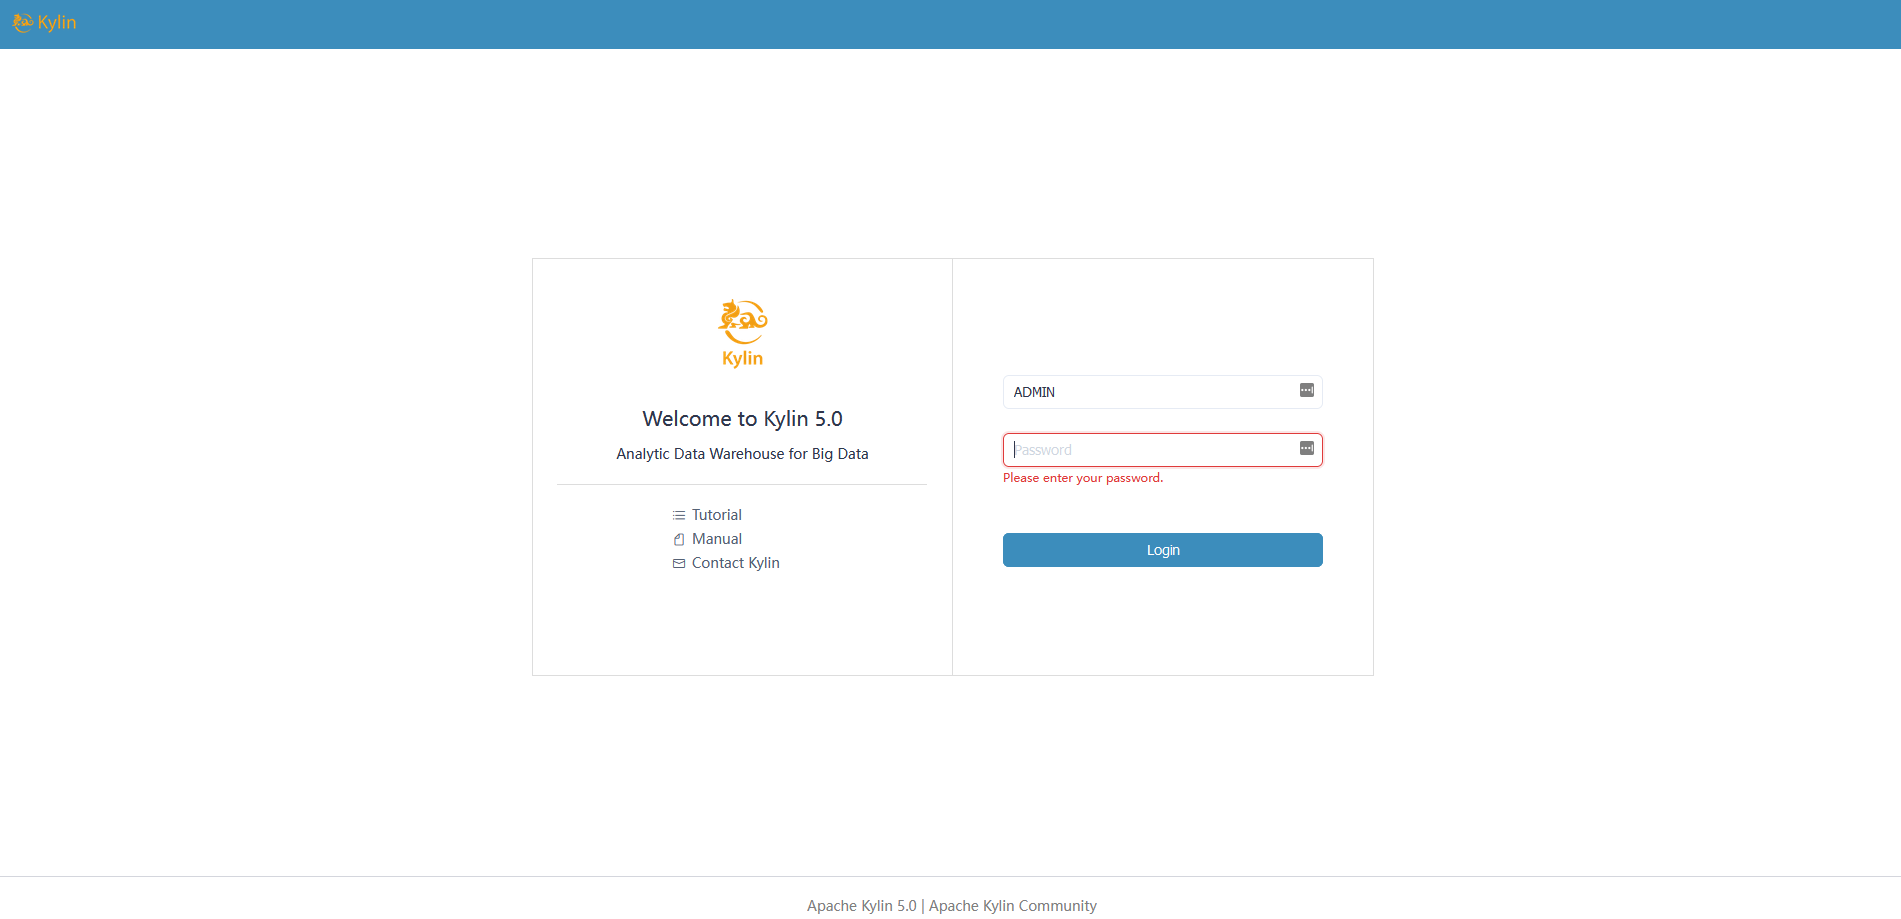 Kylin
Kylin
Welcome to Kylin 5.0
Analytic Data Warehouse for Big Data
Tutorial
Manual
Contact Kylin
ADMIN
Password
Please enter your password.
Login
Apache Kylin 5.0 | Apache Kylin Community